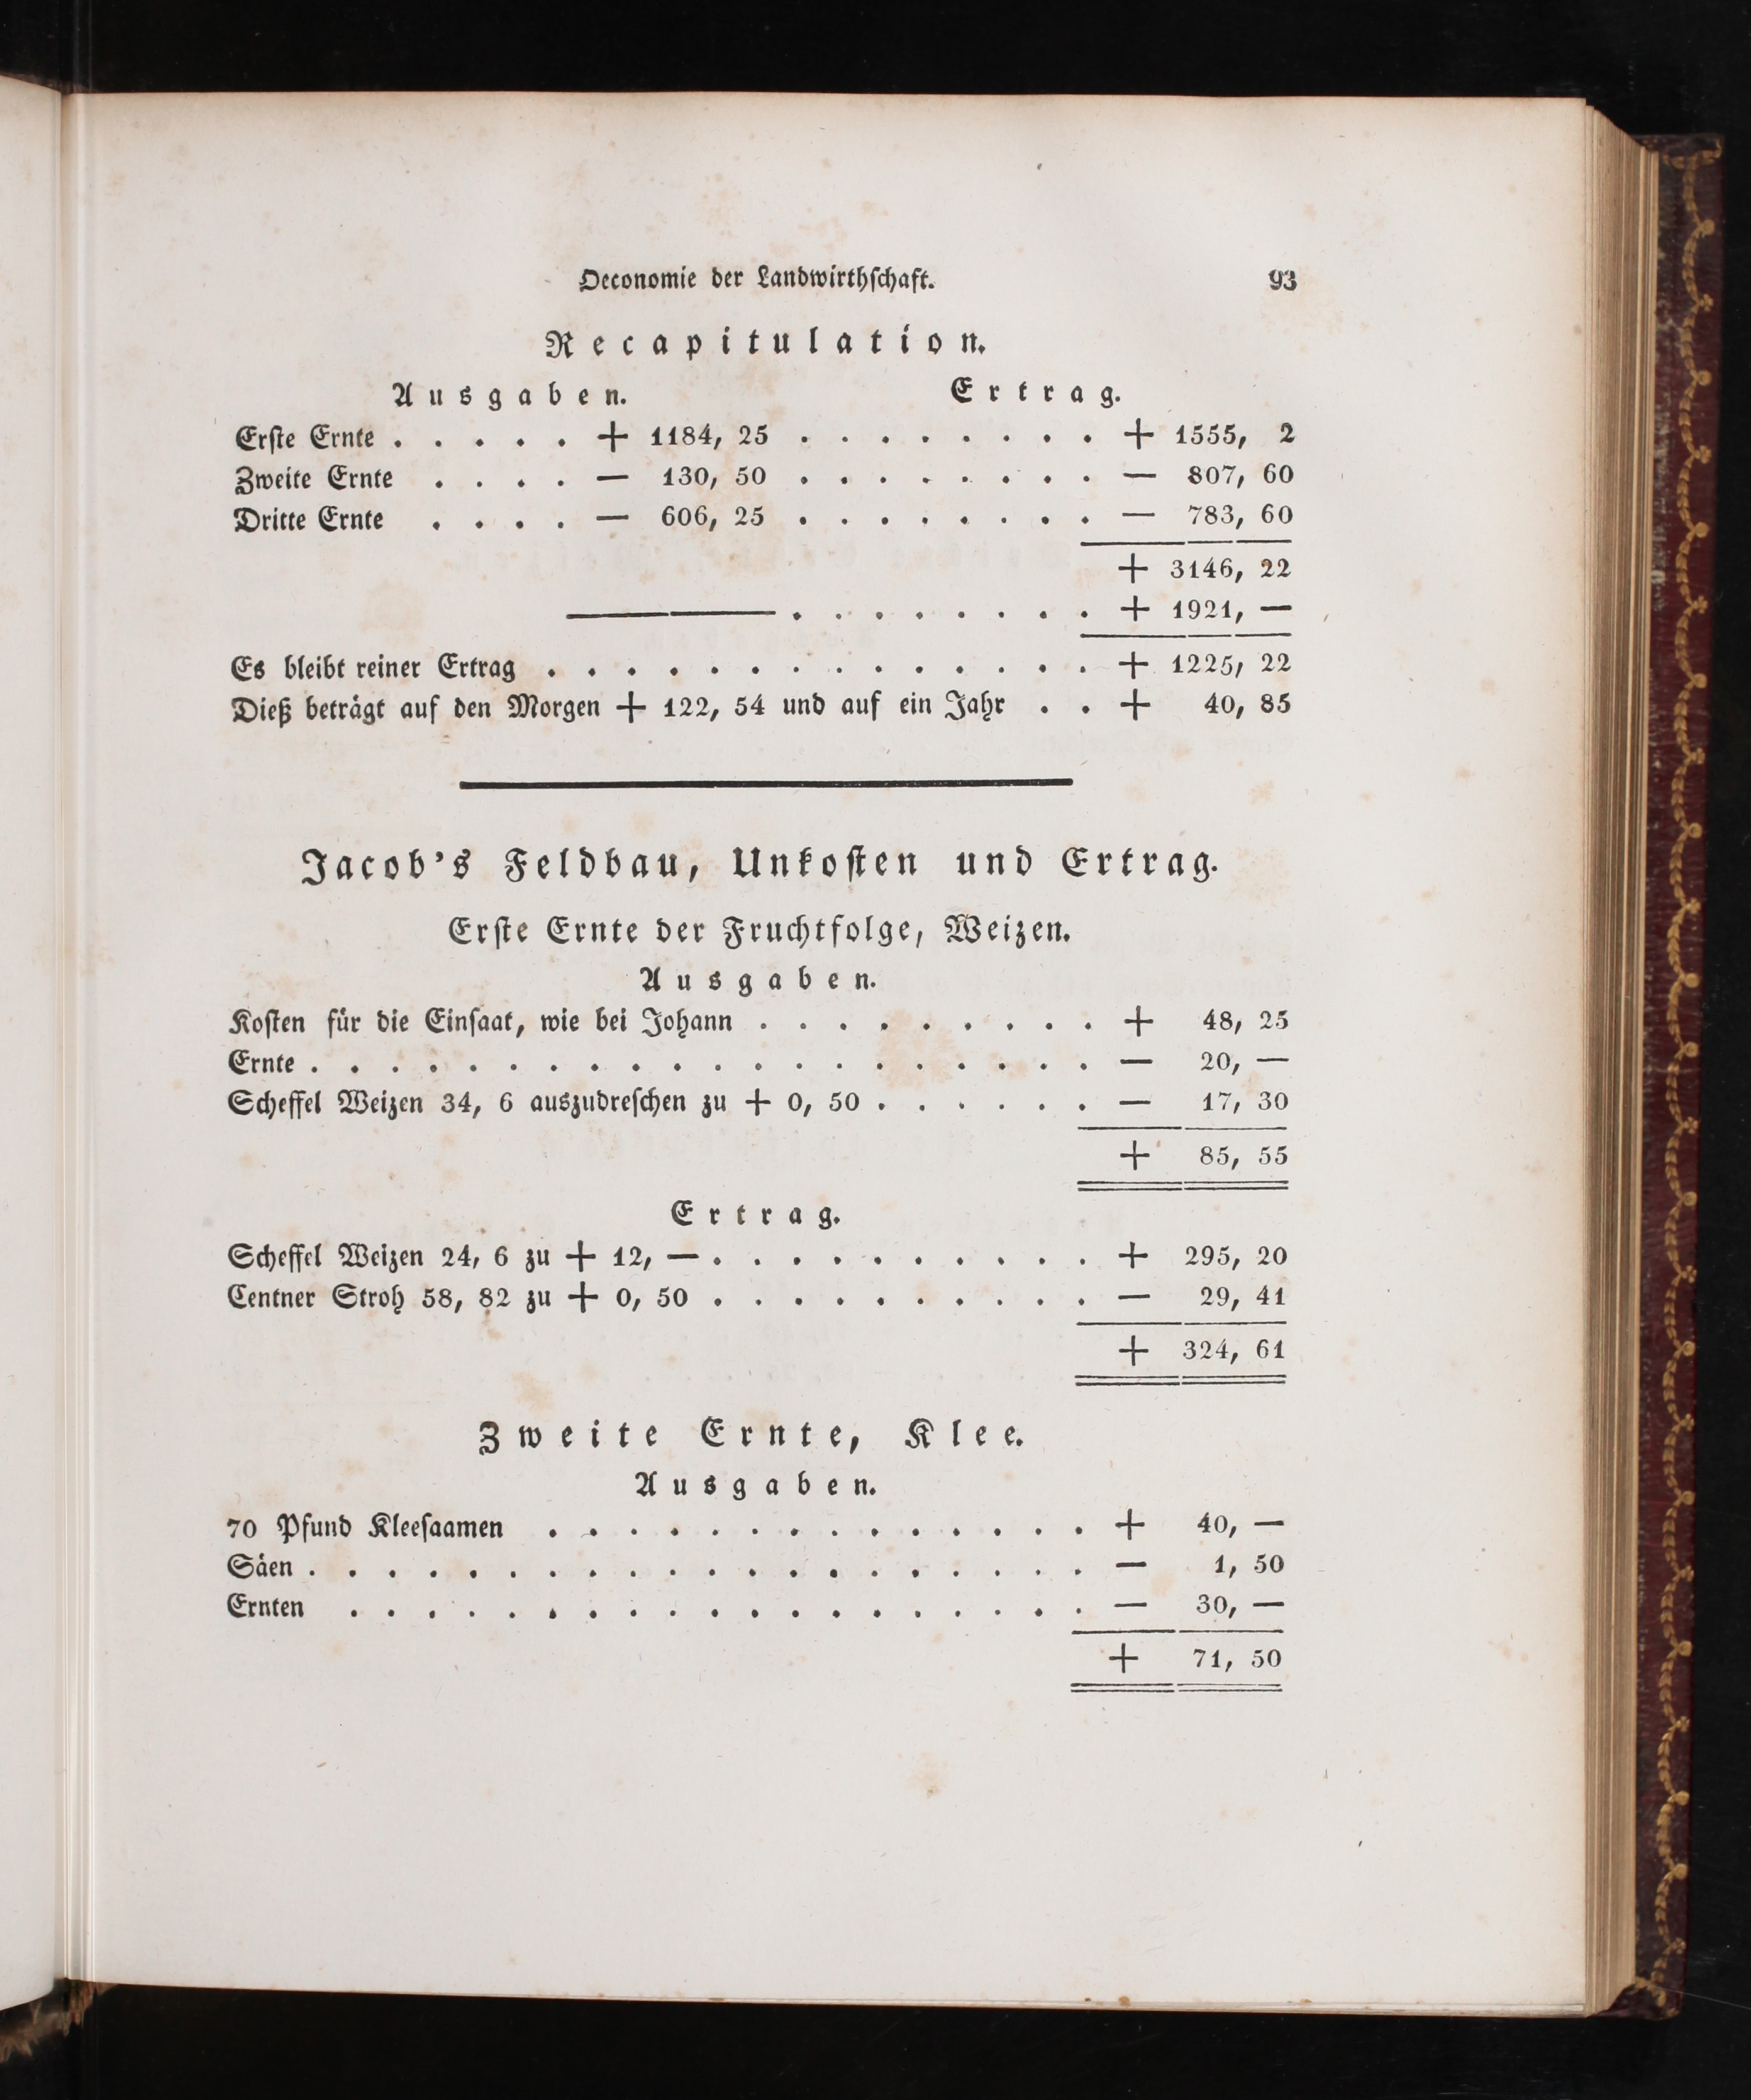 Oeconomie der Landwirthschaft. 93
Recapitulation.
Ausgaben. Ertrag.
Erste Ernte . . . . . + 1184, 25 . . . . . . . . + 1555, 2
Zweite Ernte . . . . — 130, 50 . . . . . . . . — 807, 60
Dritte Ernte . . . . — 606, 25 . . . . . . . . — 783, 60
+ 3146, 22
——— . . . . . . . . + 1921, —
Es bleibt reiner Ertrag . . . . . . . . . . . . . . + 1225, 22
Dieß beträgt auf den Morgen + 122, 54 und auf ein Jahr . . + 40, 85
Jacob's Feldbau, Unkosten und Ertrag.
Erste Ernte der Fruchtfolge, Weizen.
Ausgaben.
Kosten für die Einsaat, wie bei Johann . . . . . . . . . + 48, 25
Ernte . . . . . . . . . . . . . . . . . . . . — 20, —
Scheffel Weizen 34, 6 auszudreschen zu + 0, 50 . . . . . . — 17, 30
+ 85, 55
Ertrag.
Scheffel Weizen 24, 6 zu + 12, — . . . . . . . . . . + 295, 20
Centner Stroh 58, 82 zu + 0, 50 . . . . . . . . . . — 29, 41
+ 324, 61
Zweite Ernte, Klee.
Ausgaben.
70 Pfund Kleesaamen . . . . . . . . . . . . . . + 40, —
Säen . . . . . . . . . . . . . . . . . . . . — 1, 50
Ernten . . . . . . . . . . . . . . . . . . . — 30, —
+ 71, 50